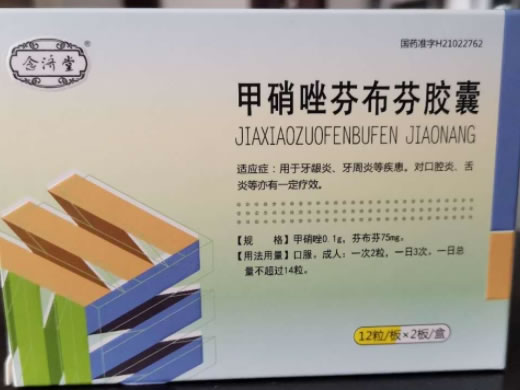 国药准字H21022762
念济堂®
甲硝唑芬布芬胶囊
JIAXIAOZUOFENBUFEN JIAONANG
适应症：用于牙龈炎、牙周炎等疾患。对口腔炎、舌
炎等亦有一定疗效。
【规 格】甲硝唑0.1g，芬布芬75mg。
【用法用量】口服。成人：一次2粒，一日3次，一日总
量不超过14粒。
12粒/板×2板/盒